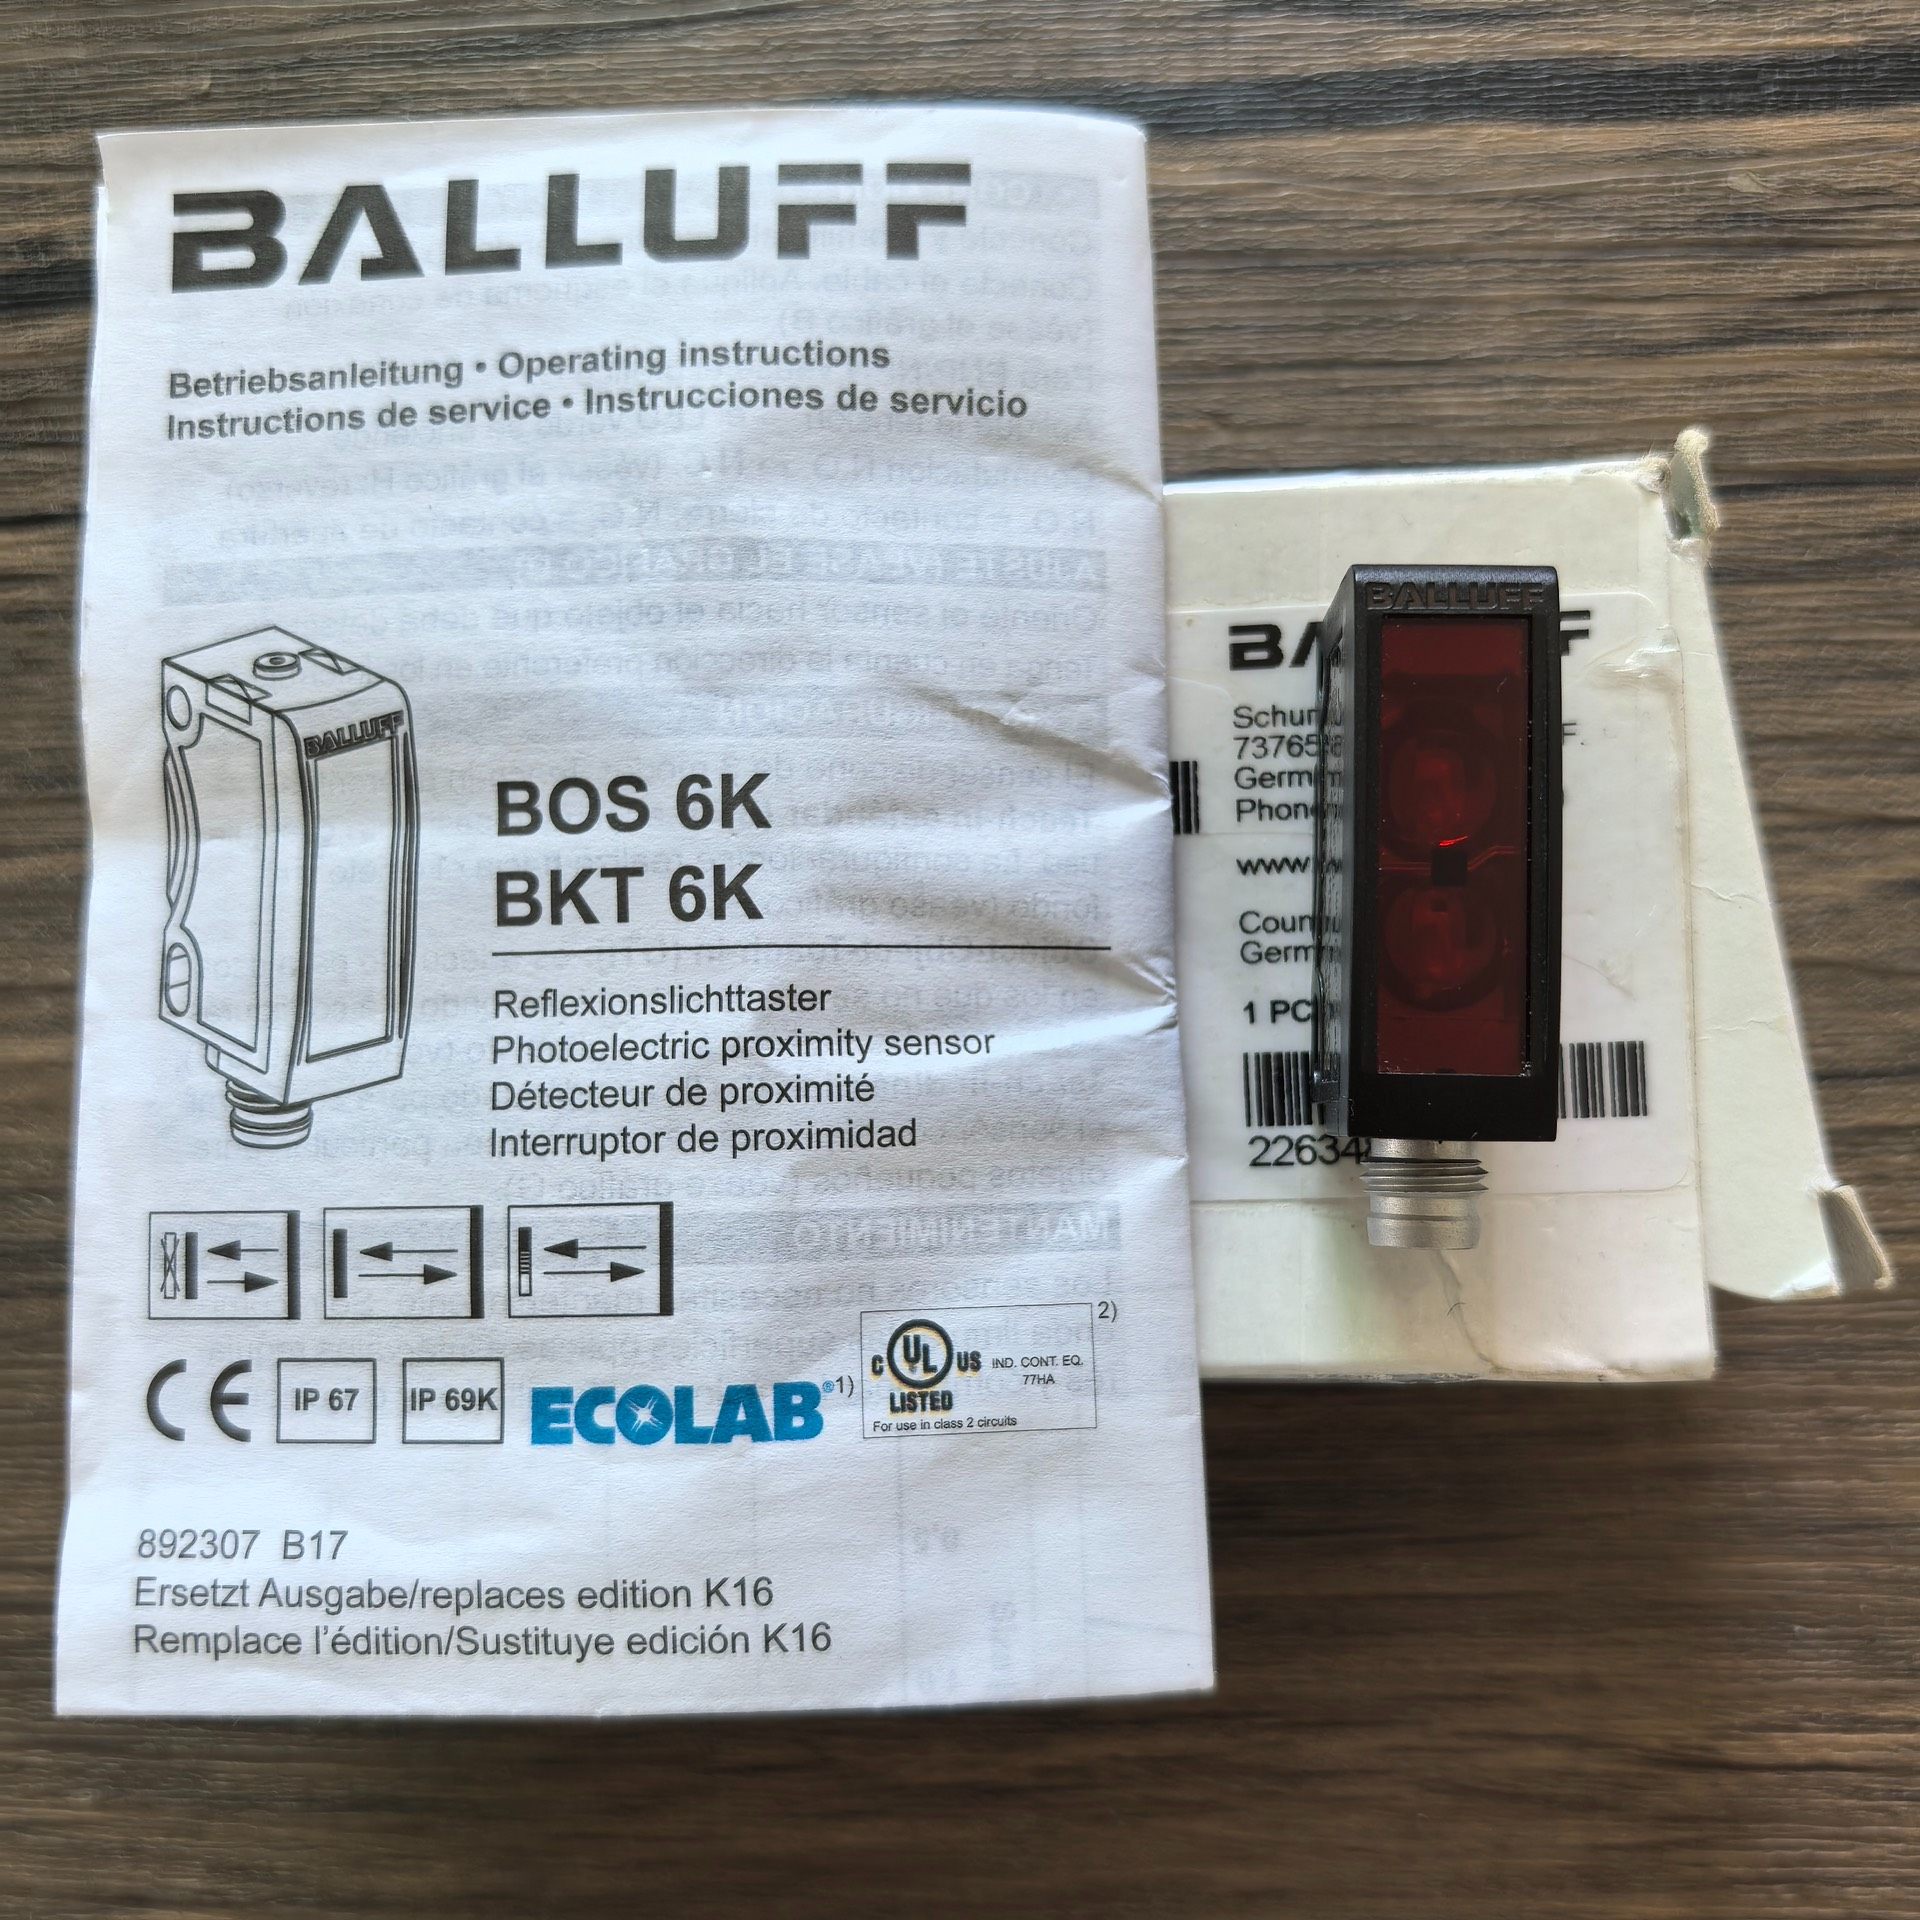 BALLUFF
Betriebsanleitung • Operating instructions
Instructions de service • Instrucciones de servicio
BALLUFF
BOS 6K
BKT 6K
Reflexionslichttaster
Photoelectric proximity sensor
Détecteur de proximité
Interruptor de proximidad
CE IP 67 IP 69K ECOLAB® 1)
C UL US LISTED IND. CONT. EQ. 77HA 2)
For use in class 2 circuits
892307 B17
Ersetzt Ausgabe/replaces edition K16
Remplace l'édition/Sustituye edición K16
BALLUFF
73765
www
1 PC